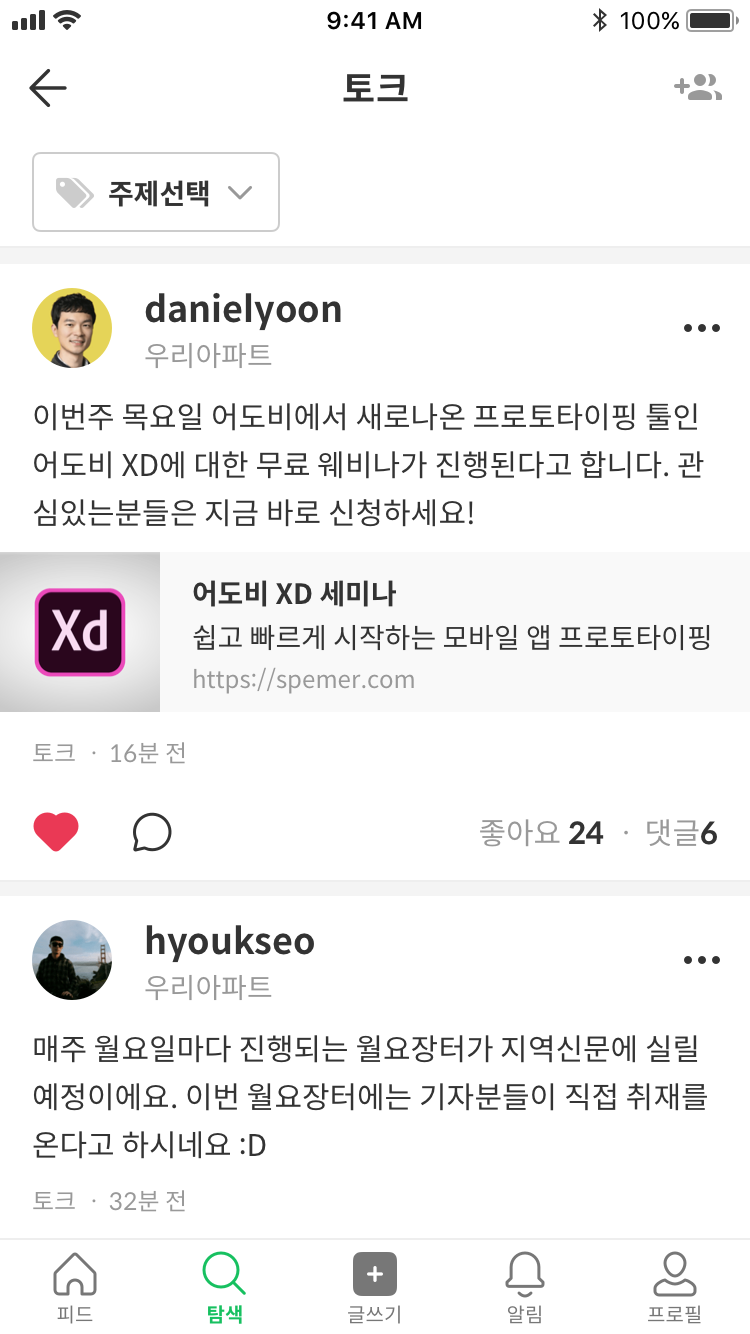 9:41 AM
100%
토크
주제선택
danielyoon
우리아파트
이번주 목요일 어도비에서 새로나온 프로토타이핑 툴인
어도비 XD에 대한 무료 웨비나가 진행된다고 합니다. 관
심있는분들은 지금 바로 신청하세요!
Xd
어도비 XD 세미나
쉽고 빠르게 시작하는 모바일 앱 프로토타이핑
https://spemer.com
토크 · 16분 전
좋아요 24 · 댓글6
hyoukseo
우리아파트
매주 월요일마다 진행되는 월요장터가 지역신문에 실릴
예정이에요. 이번 월요장터에는 기자분들이 직접 취재를
온다고 하시네요 :D
토크 · 32분 전
피드 탐색 글쓰기 알림 프로필